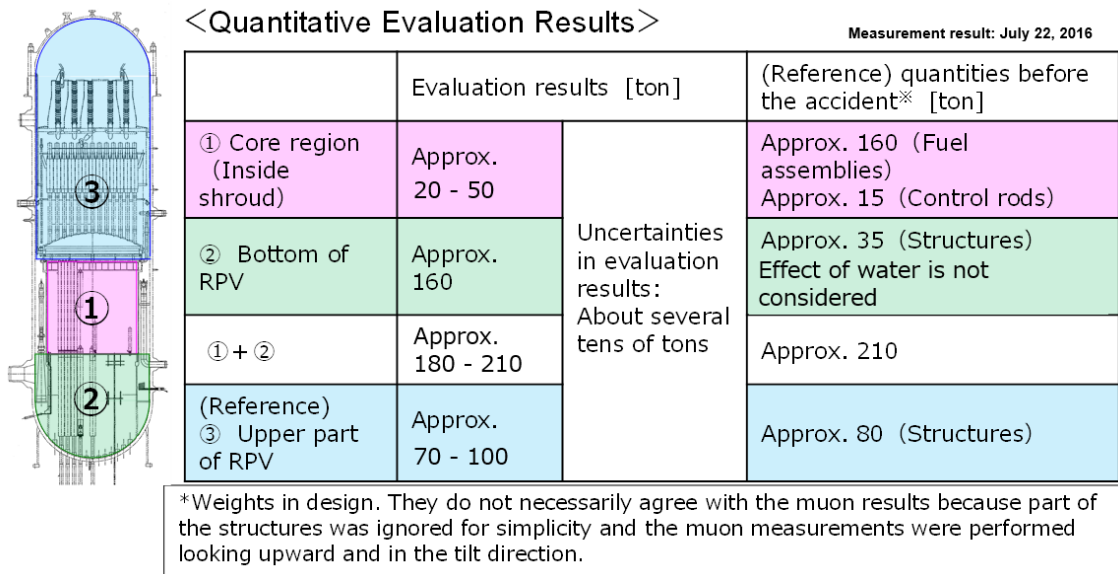 ＜Quantitative Evaluation Results＞
Measurement result: July 22, 2016
Evaluation results [ton]
(Reference) quantities before
the accident※ [ton]
① Core region
(Inside
shroud)
Approx.
20 - 50
Uncertainties
in evaluation
results:
About several
tens of tons
Approx. 160 (Fuel
assemblies)
Approx. 15 (Control rods)
② Bottom of
RPV
Approx.
160
Approx. 35 (Structures)
Effect of water is not
considered
①+②
Approx.
180 - 210
Approx. 210
(Reference)
③ Upper part
of RPV
Approx.
70 - 100
Approx. 80 (Structures)
③
①
②
*Weights in design. They do not necessarily agree with the muon results because part of
the structures was ignored for simplicity and the muon measurements were performed
looking upward and in the tilt direction.